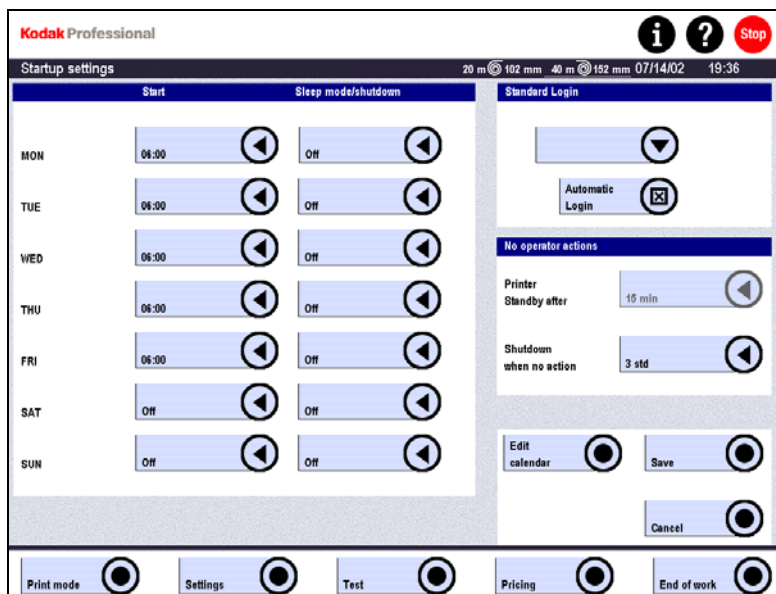 Kodak Professional
i ? Stop
Startup settings 20 m 102 mm 40 m 152 mm 07/14/02 19:36
Start Sleep mode/shutdown
MON 06:00 Off
TUE 06:00 Off
WED 06:00 Off
THU 06:00 Off
FRI 06:00 Off
SAT Off Off
SUN Off Off
Standard Login
Automatic
Login
No operator actions
Printer
Standby after 15 min
Shutdown
when no action 3 std
Edit
calendar Save
Cancel
Print mode Settings Test Pricing End of work